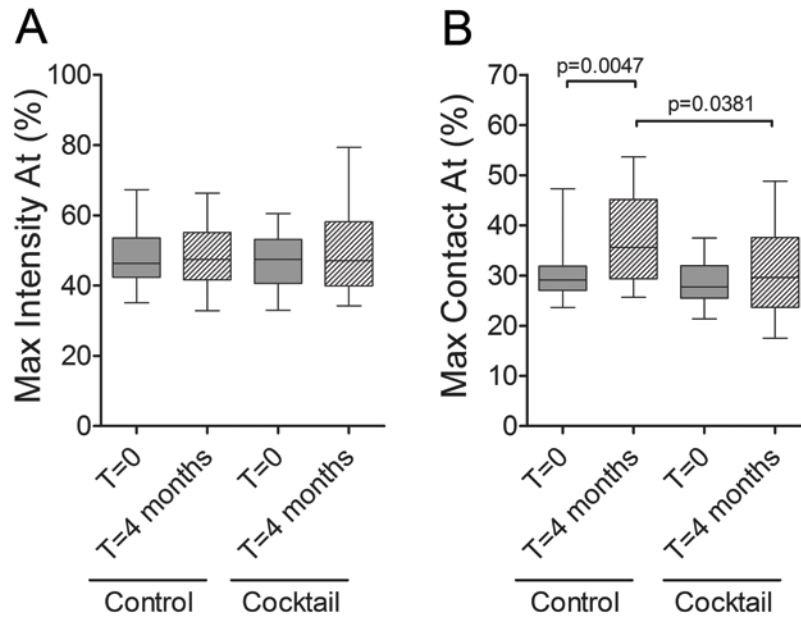 A
Max Intensity At (%)
100
80
60
40
20
0
T=0
T=4 months
T=0
T=4 months
Control
Cocktail
B
Max Contact At (%)
70
60
50
40
30
20
10
0
p=0.0047
p=0.0381
T=0
T=4 months
T=0
T=4 months
Control
Cocktail